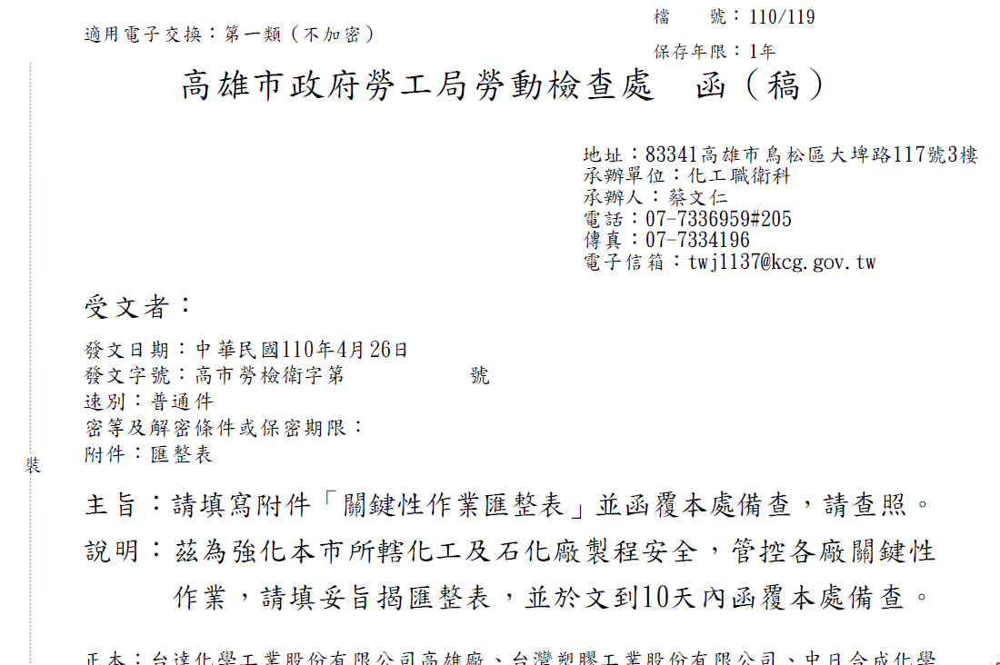 檔　　號：110/119
適用電子交換：第一類（不加密）
保存年限：1年
高雄市政府勞工局勞動檢查處　函（稿）
地址：83341高雄市鳥松區大埤路117號3樓
承辦單位：化工職衛科
承辦人：蔡文仁
電話：07-7336959#205
傳真：07-7334196
電子信箱：twj1137@kcg.gov.tw
受文者：
發文日期：中華民國110年4月26日
發文字號：高市勞檢衛字第　　　　　號
速別：普通件
密等及解密條件或保密期限：
附件：匯整表
裝
主旨：請填寫附件「關鍵性作業匯整表」並函覆本處備查，請查照。
說明：茲為強化本市所轄化工及石化廠製程安全，管控各廠關鍵性
作業，請填妥旨揭匯整表，並於文到10天內函覆本處備查。
正本：台達化學工業股份有限公司高雄廠、台灣塑膠工業股份有限公司、中日合成化學